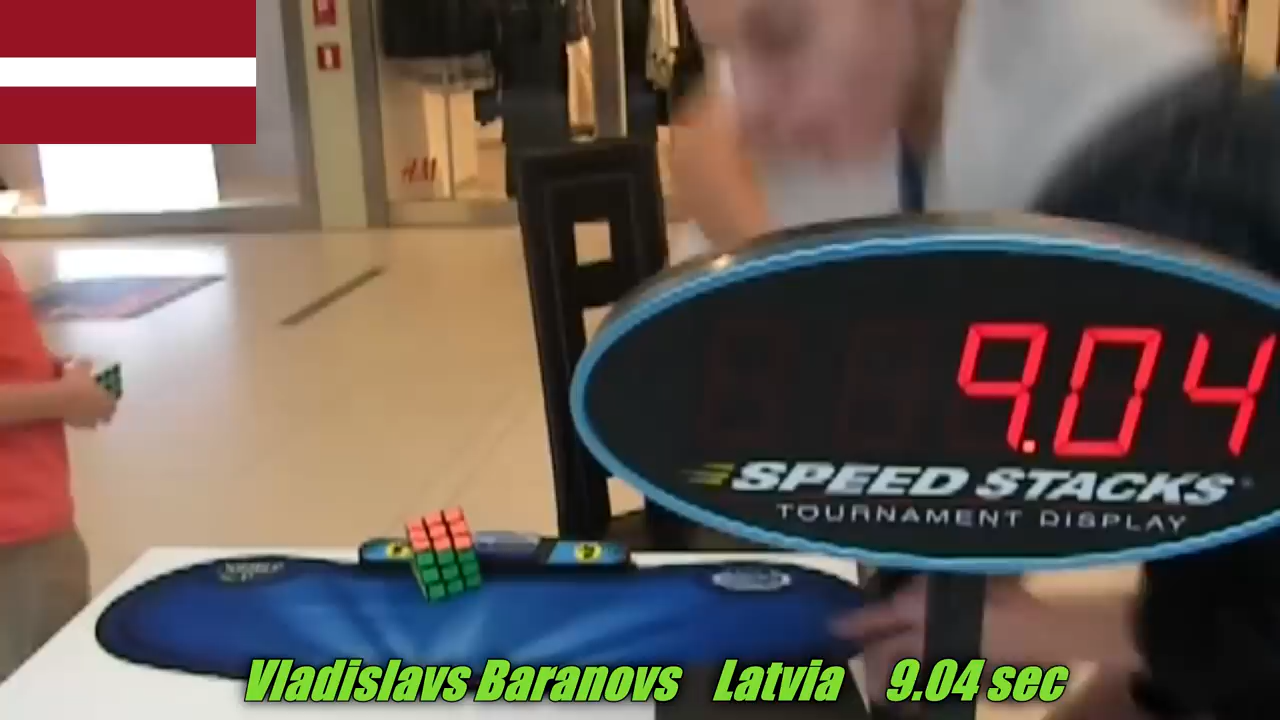 H&M
9.04
SPEED STACKS
TOURNAMENT DISPLAY
Vladislavs Baranovs Latvia 9.04 sec